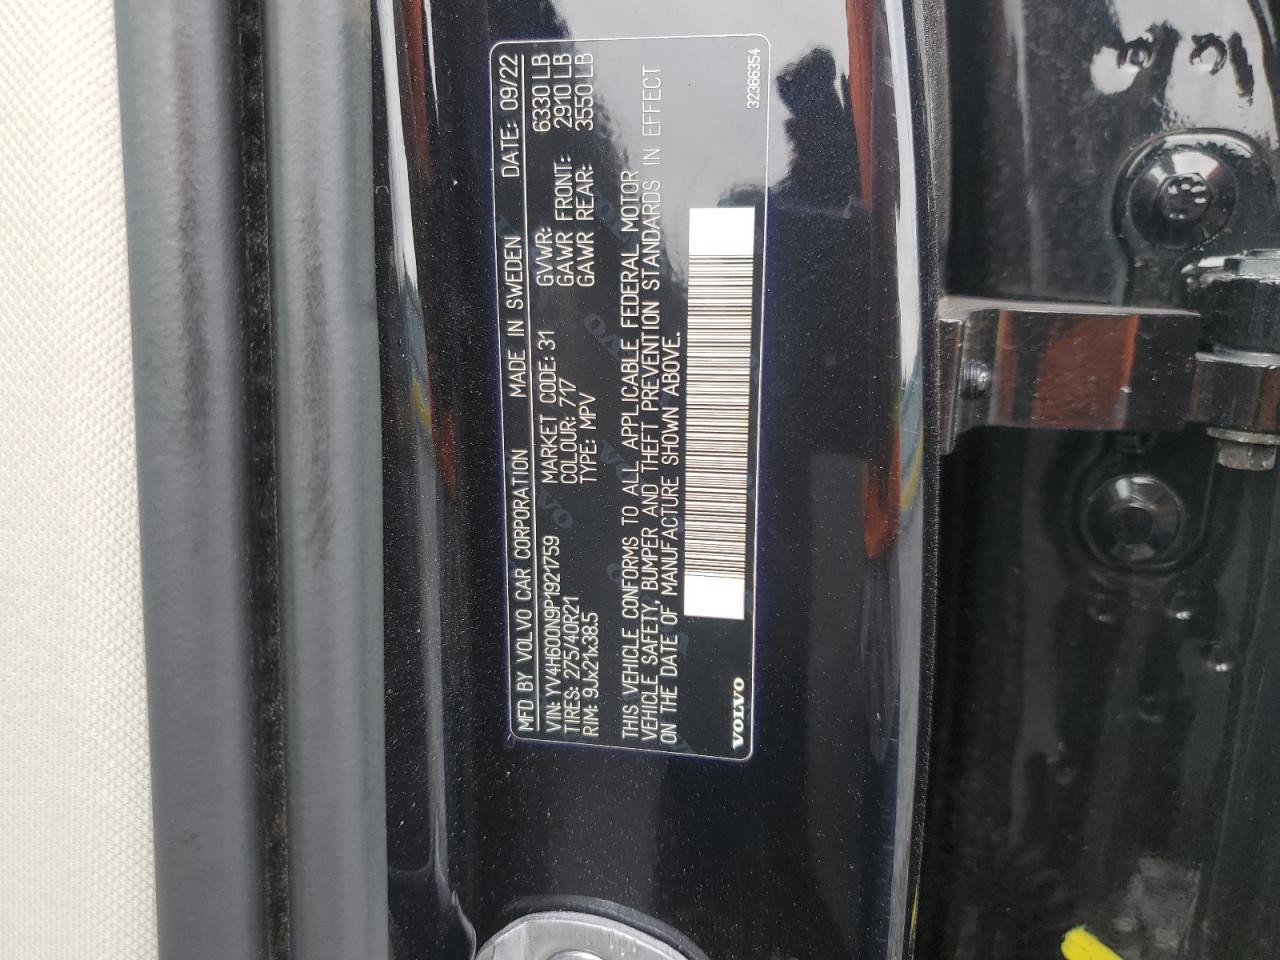 MFD BY VOLVO CAR CORPORATION MADE IN SWEDEN DATE: 09/22
VIN: YV4H600N9P1921759 MARKET CODE: 31 GVWR: 6330 LB
TIRES: 275/40R21 COLOUR: 717 GAWR FRONT: 2910 LB
RIM: 9Jx21x38.5 TYPE: MPV GAWR REAR: 3550 LB
THIS VEHICLE CONFORMS TO ALL APPLICABLE FEDERAL MOTOR
VEHICLE SAFETY, BUMPER AND THEFT PREVENTION STANDARDS IN EFFECT
ON THE DATE OF MANUFACTURE SHOWN ABOVE.
VOLVO
32366354